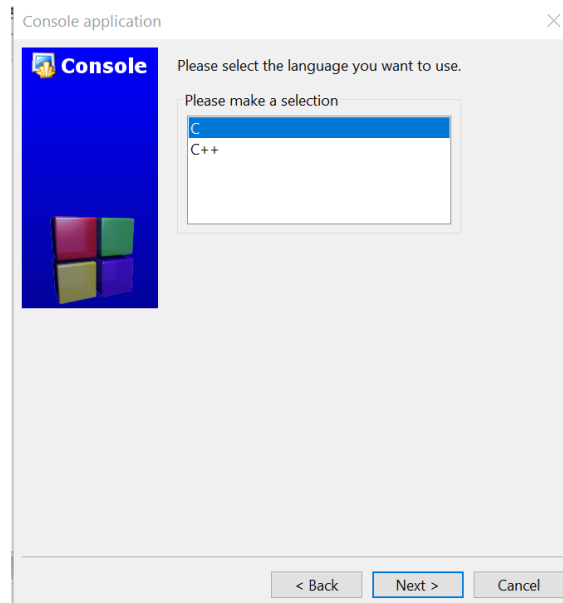 Console application
Console
Please select the language you want to use.
Please make a selection
C
C++
< Back
Next >
Cancel